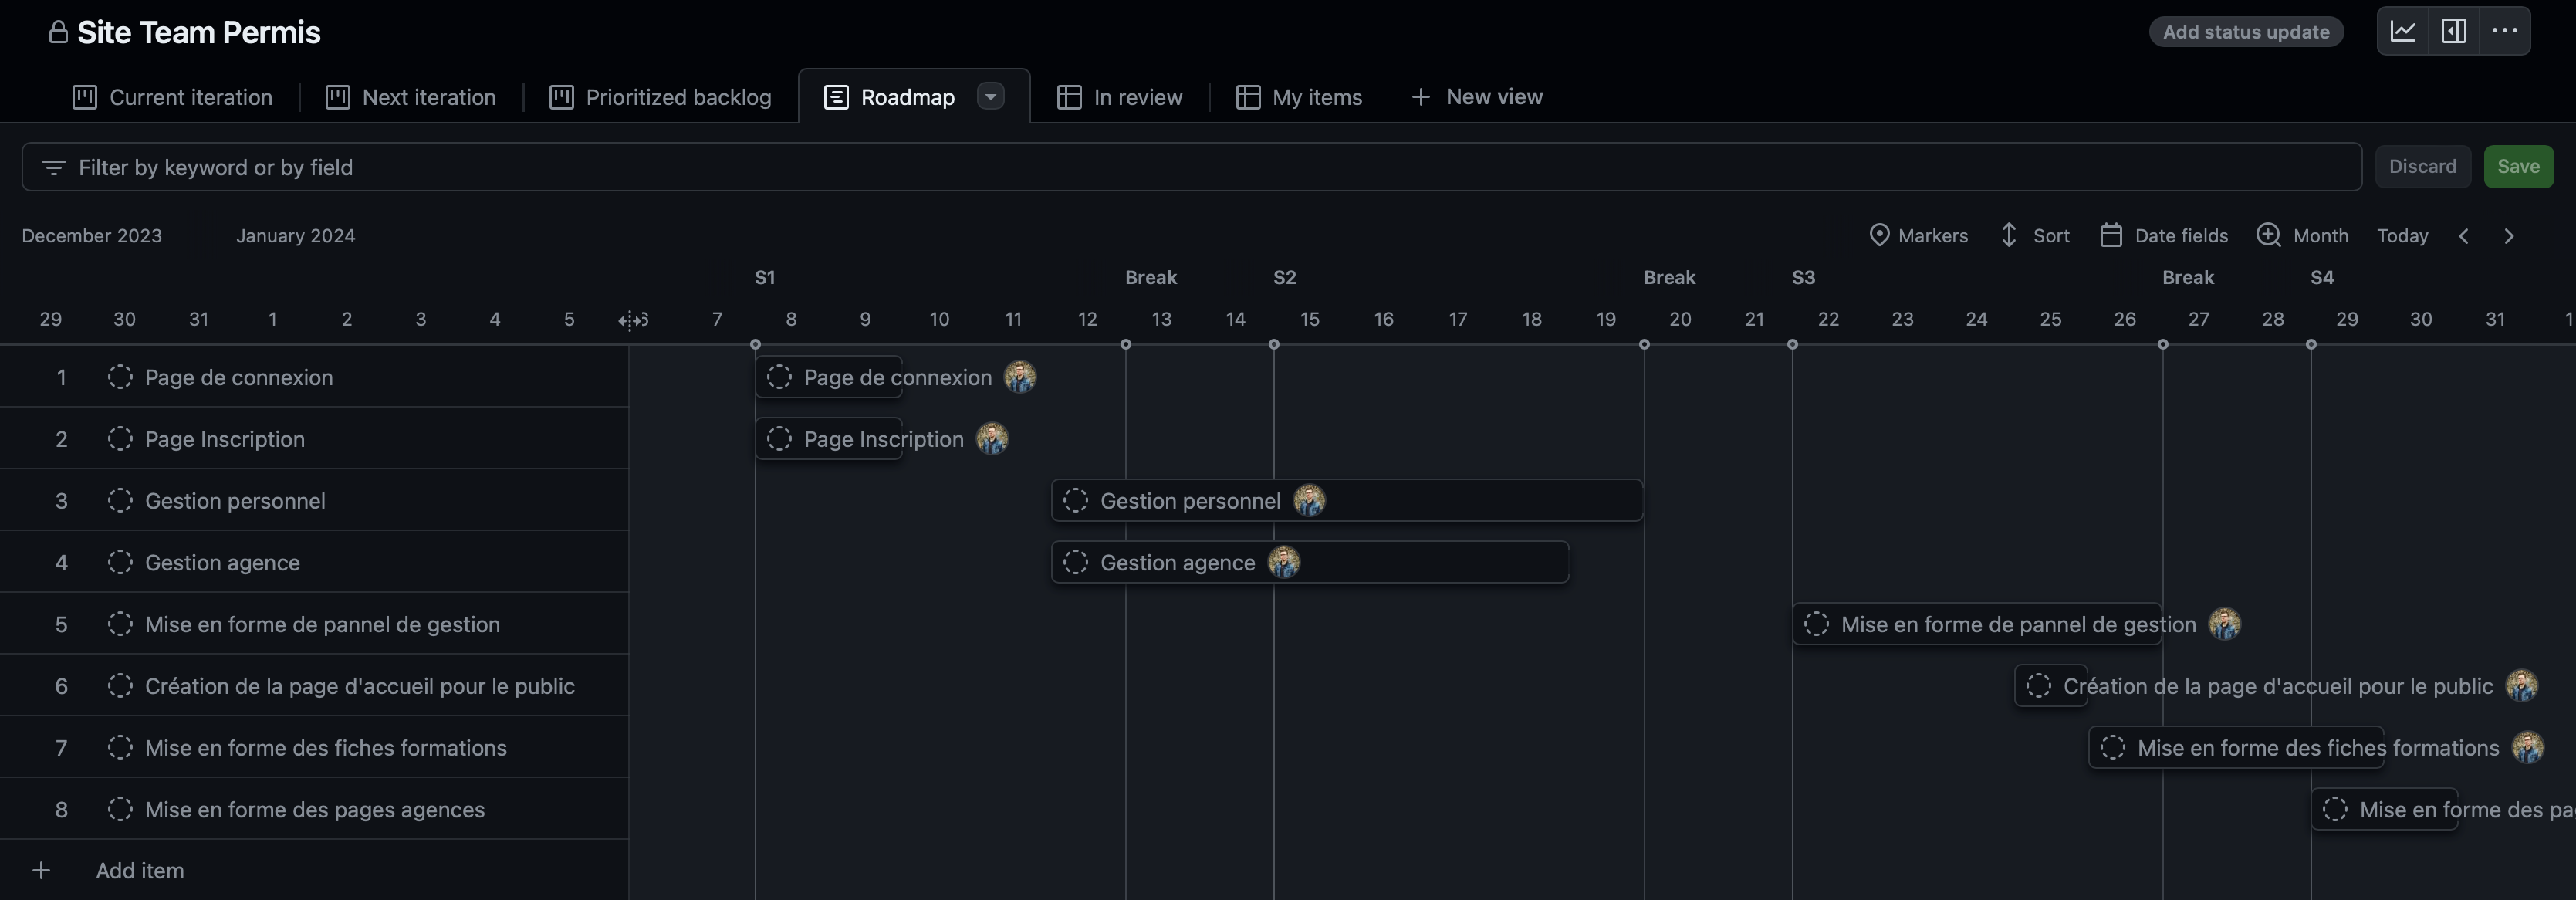 Site Team Permis
Add status update
Current iteration
Next iteration
Prioritized backlog
Roadmap
In review
My items
New view
Filter by keyword or by field
Discard
Save
December 2023
January 2024
Markers
Sort
Date fields
Month
Today
S1
Break
S2
Break
S3
Break
S4
29 30 31 1 2 3 4 5 7 8 9 10 11 12 13 14 15 16 17 18 19 20 21 22 23 24 25 26 27 28 29 30 31 1
1 Page de connexion
Page de connexion
2 Page Inscription
Page Inscription
3 Gestion personnel
Gestion personnel
4 Gestion agence
Gestion agence
5 Mise en forme de pannel de gestion
Mise en forme de pannel de gestion
6 Création de la page d'accueil pour le public
Création de la page d'accueil pour le public
7 Mise en forme des fiches formations
Mise en forme des fiches formations
8 Mise en forme des pages agences
Mise en forme des pa
Add item